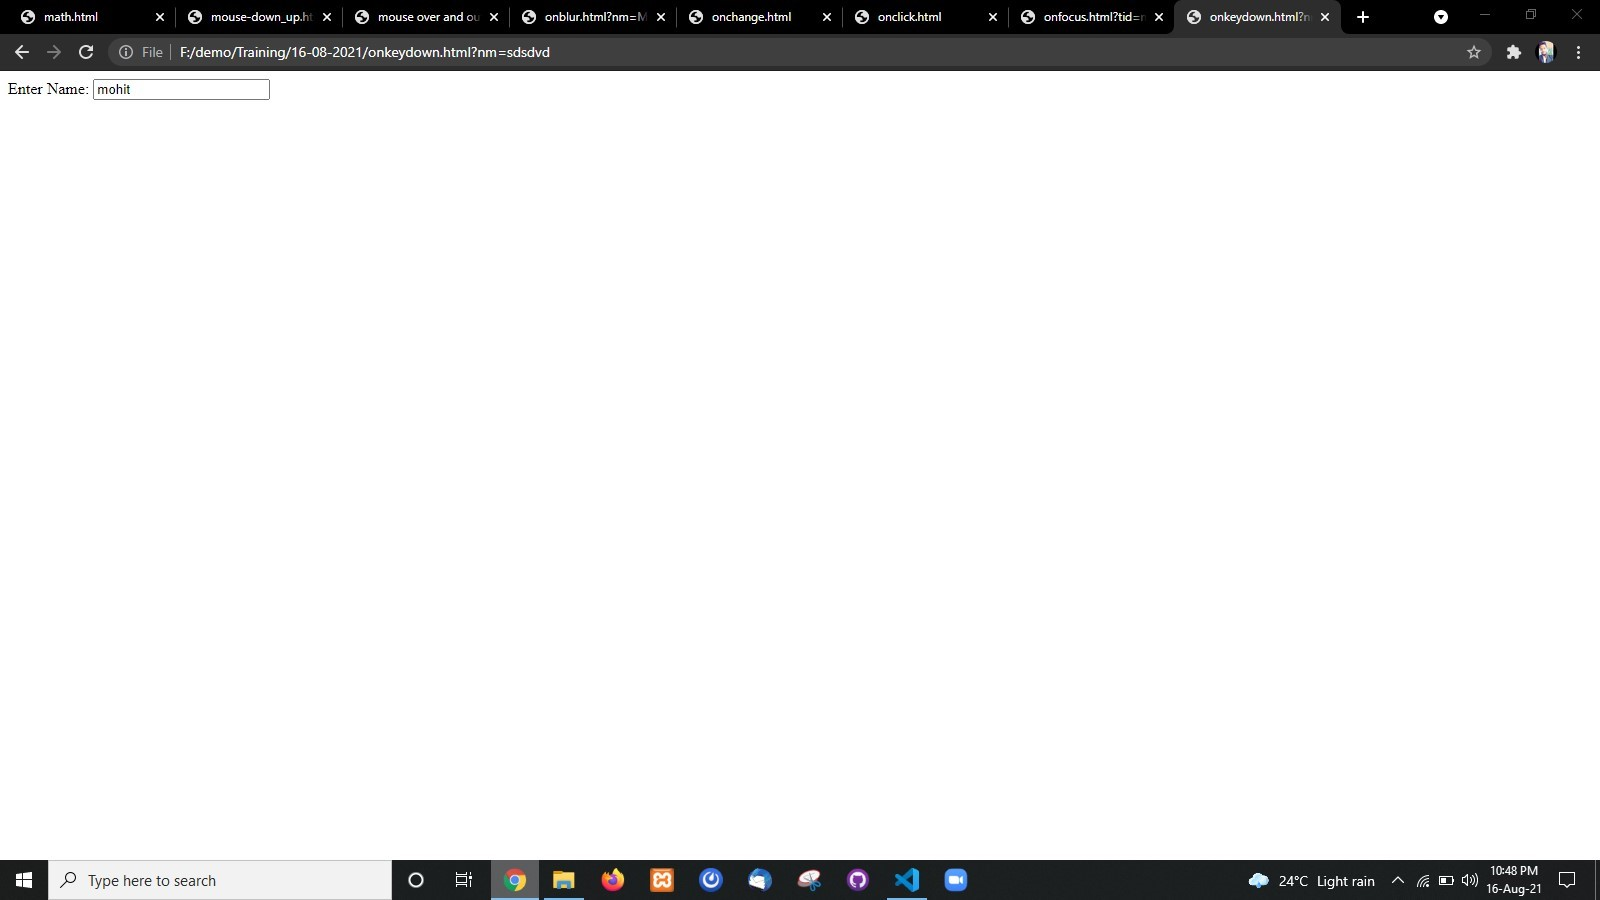 math.html
mouse-down_up.ht
mouse over and ou
onblur.html?nm=M
onchange.html
onclick.html
onfocus.html?tid=n
onkeydown.html?n
File
F:/demo/Training/16-08-2021/onkeydown.html?nm=sdsdvd
Enter Name: mohit
Type here to search
24°C Light rain
10:48 PM
16-Aug-21